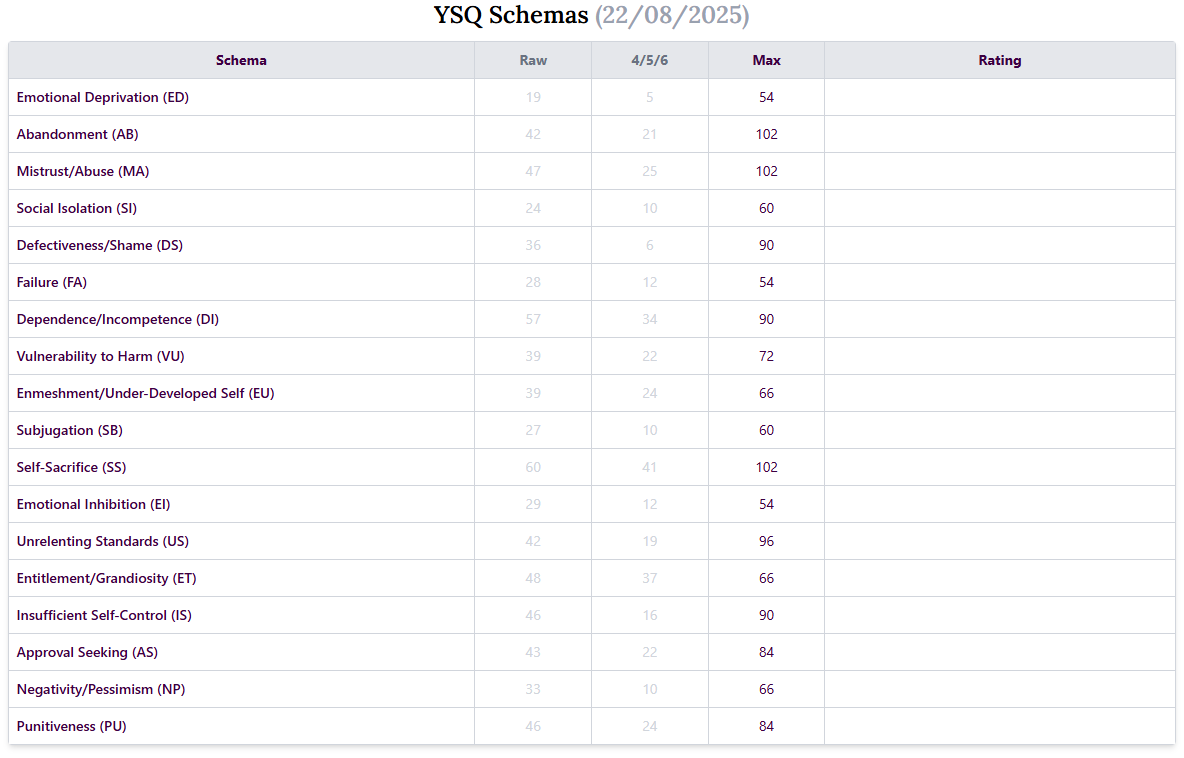 YSQ Schemas (22/08/2025)
Schema Raw 4/5/6 Max Rating
Emotional Deprivation (ED) 19 5 54
Abandonment (AB) 42 21 102
Mistrust/Abuse (MA) 47 25 102
Social Isolation (SI) 24 10 60
Defectiveness/Shame (DS) 36 6 90
Failure (FA) 28 12 54
Dependence/Incompetence (DI) 57 34 90
Vulnerability to Harm (VU) 39 22 72
Enmeshment/Under-Developed Self (EU) 39 24 66
Subjugation (SB) 27 10 60
Self-Sacrifice (SS) 60 41 102
Emotional Inhibition (EI) 29 12 54
Unrelenting Standards (US) 42 19 96
Entitlement/Grandiosity (ET) 48 37 66
Insufficient Self-Control (IS) 46 16 90
Approval Seeking (AS) 43 22 84
Negativity/Pessimism (NP) 33 10 66
Punitiveness (PU) 46 24 84